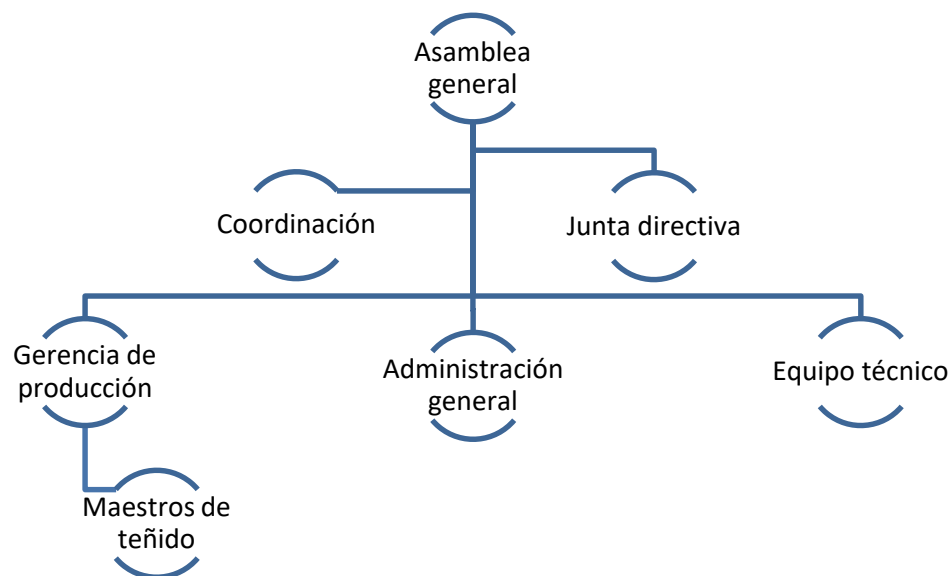 Asamblea
general
Coordinación
Junta directiva
Gerencia de
producción
Administración
general
Equipo técnico
Maestros de
teñido